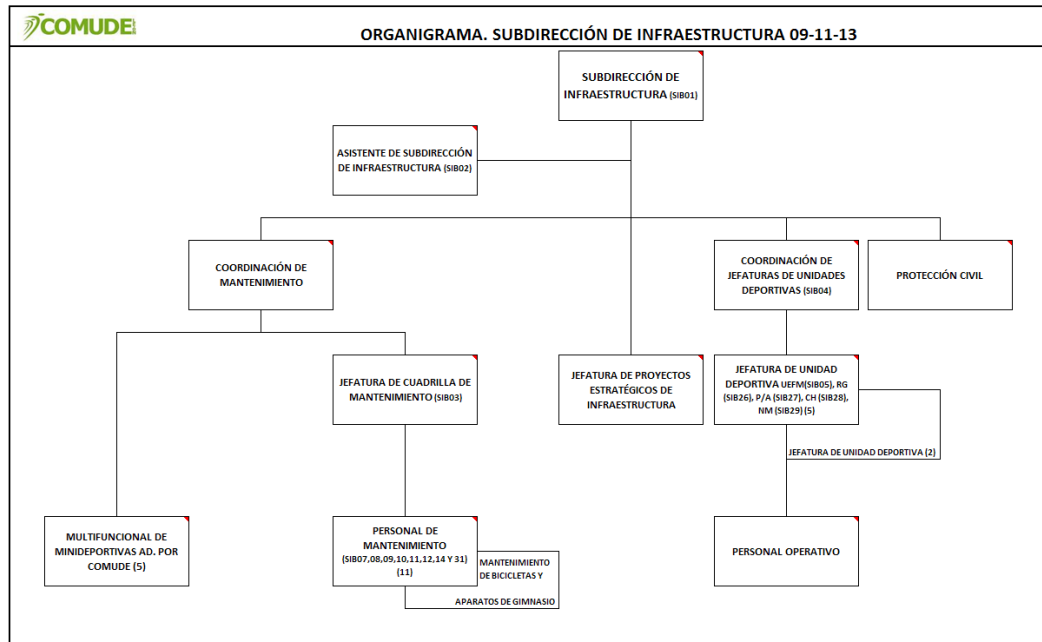 COMUDE
ORGANIGRAMA. SUBDIRECCIÓN DE INFRAESTRUCTURA 09-11-13
SUBDIRECCIÓN DE
INFRAESTRUCTURA (SIB01)
ASISTENTE DE SUBDIRECCIÓN
DE INFRAESTRUCTURA (SIB02)
COORDINACIÓN DE
MANTENIMIENTO
COORDINACIÓN DE
JEFATURAS DE UNIDADES
DEPORTIVAS (SIB04)
PROTECCIÓN CIVIL
JEFATURA DE CUADRILLA DE
MANTENIMIENTO (SIB03)
JEFATURA DE PROYECTOS
ESTRATÉGICOS DE
INFRAESTRUCTURA
JEFATURA DE UNIDAD
DEPORTIVA UEFM(SIB05), RG
(SIB26), P/A (SIB27), CH (SIB28),
NM (SIB29) (5)
JEFATURA DE UNIDAD DEPORTIVA (2)
MULTIFUNCIONAL DE
MINIDEPORTIVAS AD. POR
COMUDE (5)
PERSONAL DE
MANTENIMIENTO
(SIB07,08,09,10,11,12,14 Y 31)
(11)
MANTENIMIENTO
DE BICICLETAS Y
APARATOS DE GIMNASIO
PERSONAL OPERATIVO